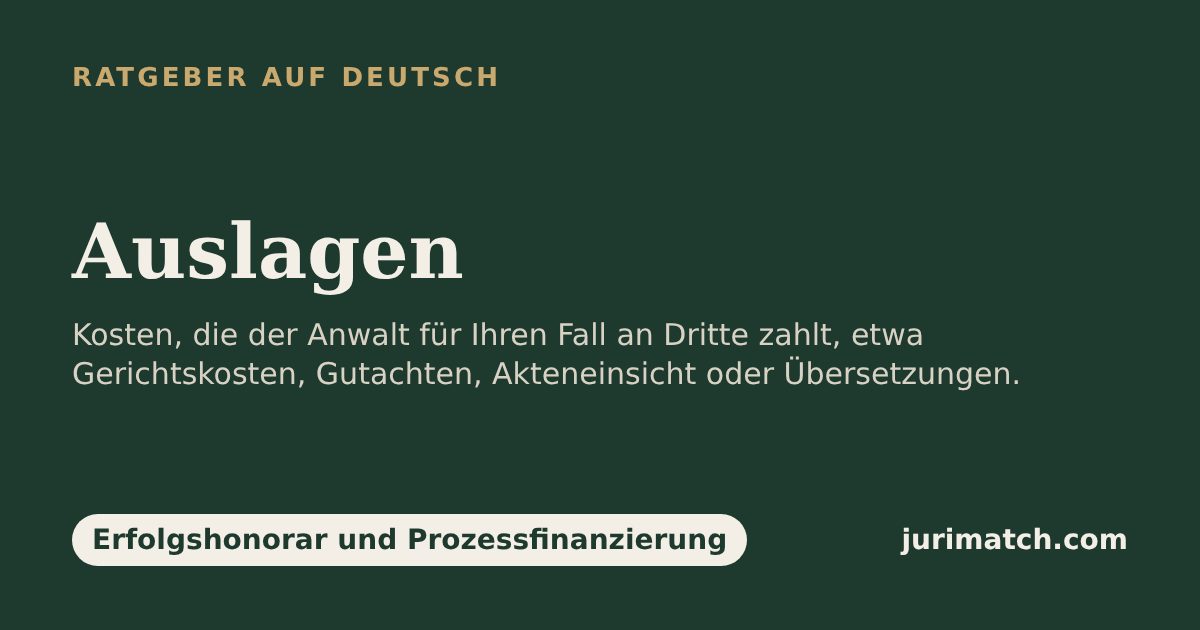 RATGEBER AUF DEUTSCH
Auslagen
Kosten, die der Anwalt für Ihren Fall an Dritte zahlt, etwa
Gerichtskosten, Gutachten, Akteneinsicht oder Übersetzungen.
Erfolgshonorar und Prozessfinanzierung
jurimatch.com